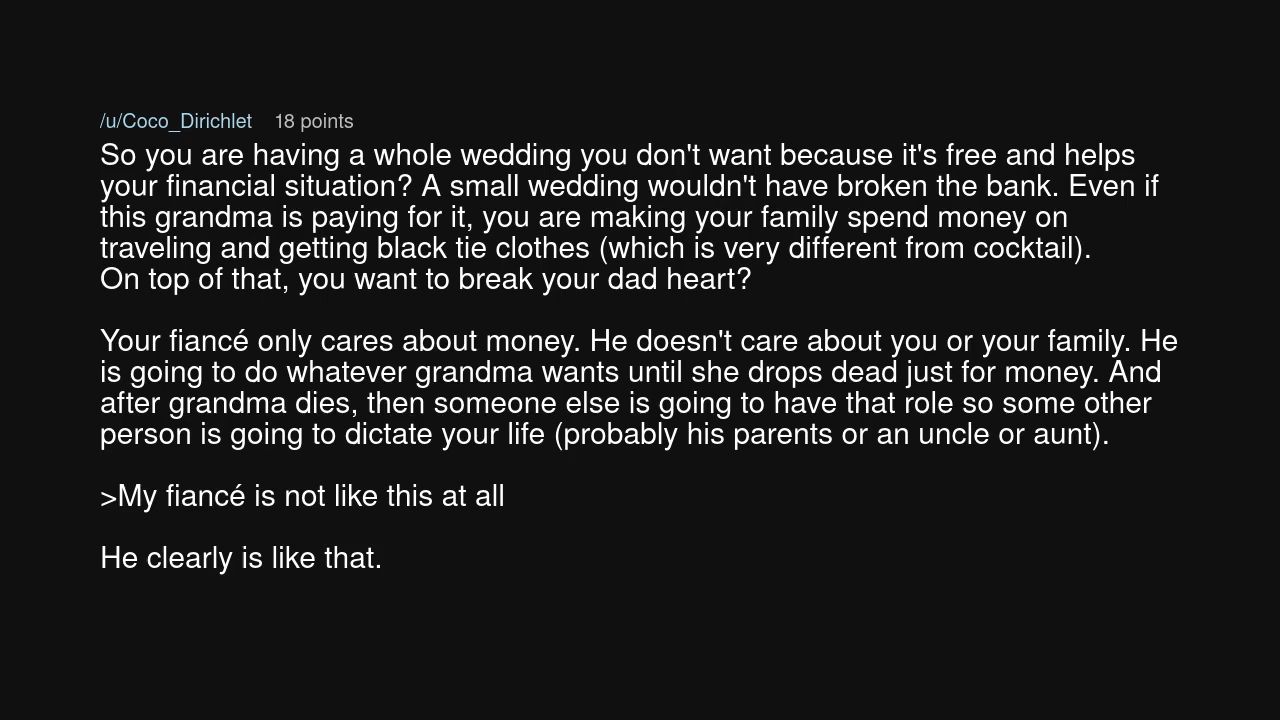 /u/Coco_Dirichlet 18 points
So you are having a whole wedding you don't want because it's free and helps
your financial situation? A small wedding wouldn't have broken the bank. Even if
this grandma is paying for it, you are making your family spend money on
traveling and getting black tie clothes (which is very different from cocktail).
On top of that, you want to break your dad heart?
Your fiancé only cares about money. He doesn't care about you or your family. He
is going to do whatever grandma wants until she drops dead just for money. And
after grandma dies, then someone else is going to have that role so some other
person is going to dictate your life (probably his parents or an uncle or aunt).
>My fiancé is not like this at all
He clearly is like that.